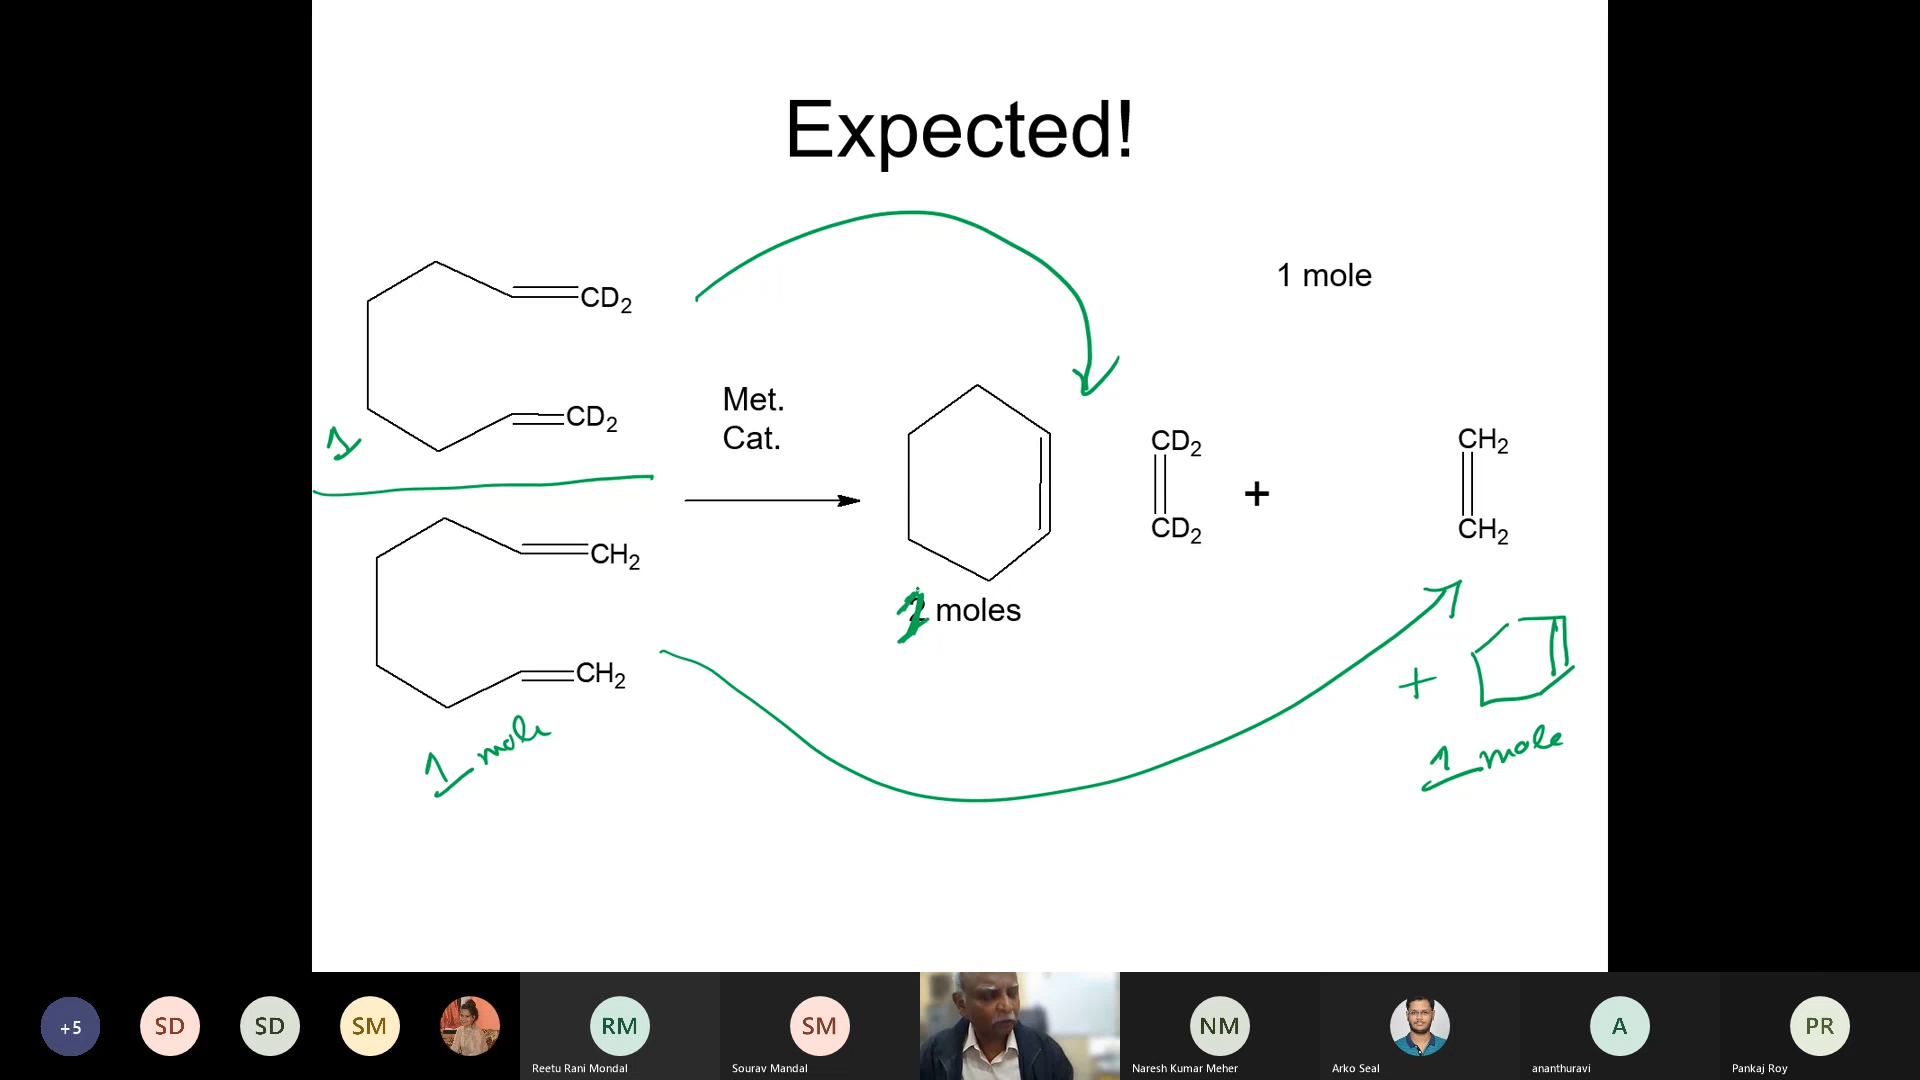 Expected!
1 mole
CD2
CD2
1
Met.
Cat.
CD2
CD2
+
CH2
CH2
CH2
CH2
moles
+
1 mole
1 mole
+5
SD
SD
SM
RM
Reetu Rani Mondal
SM
Sourav Mandal
NM
Naresh Kumar Meher
Arko Seal
A
ananthuravi
PR
Pankaj Roy